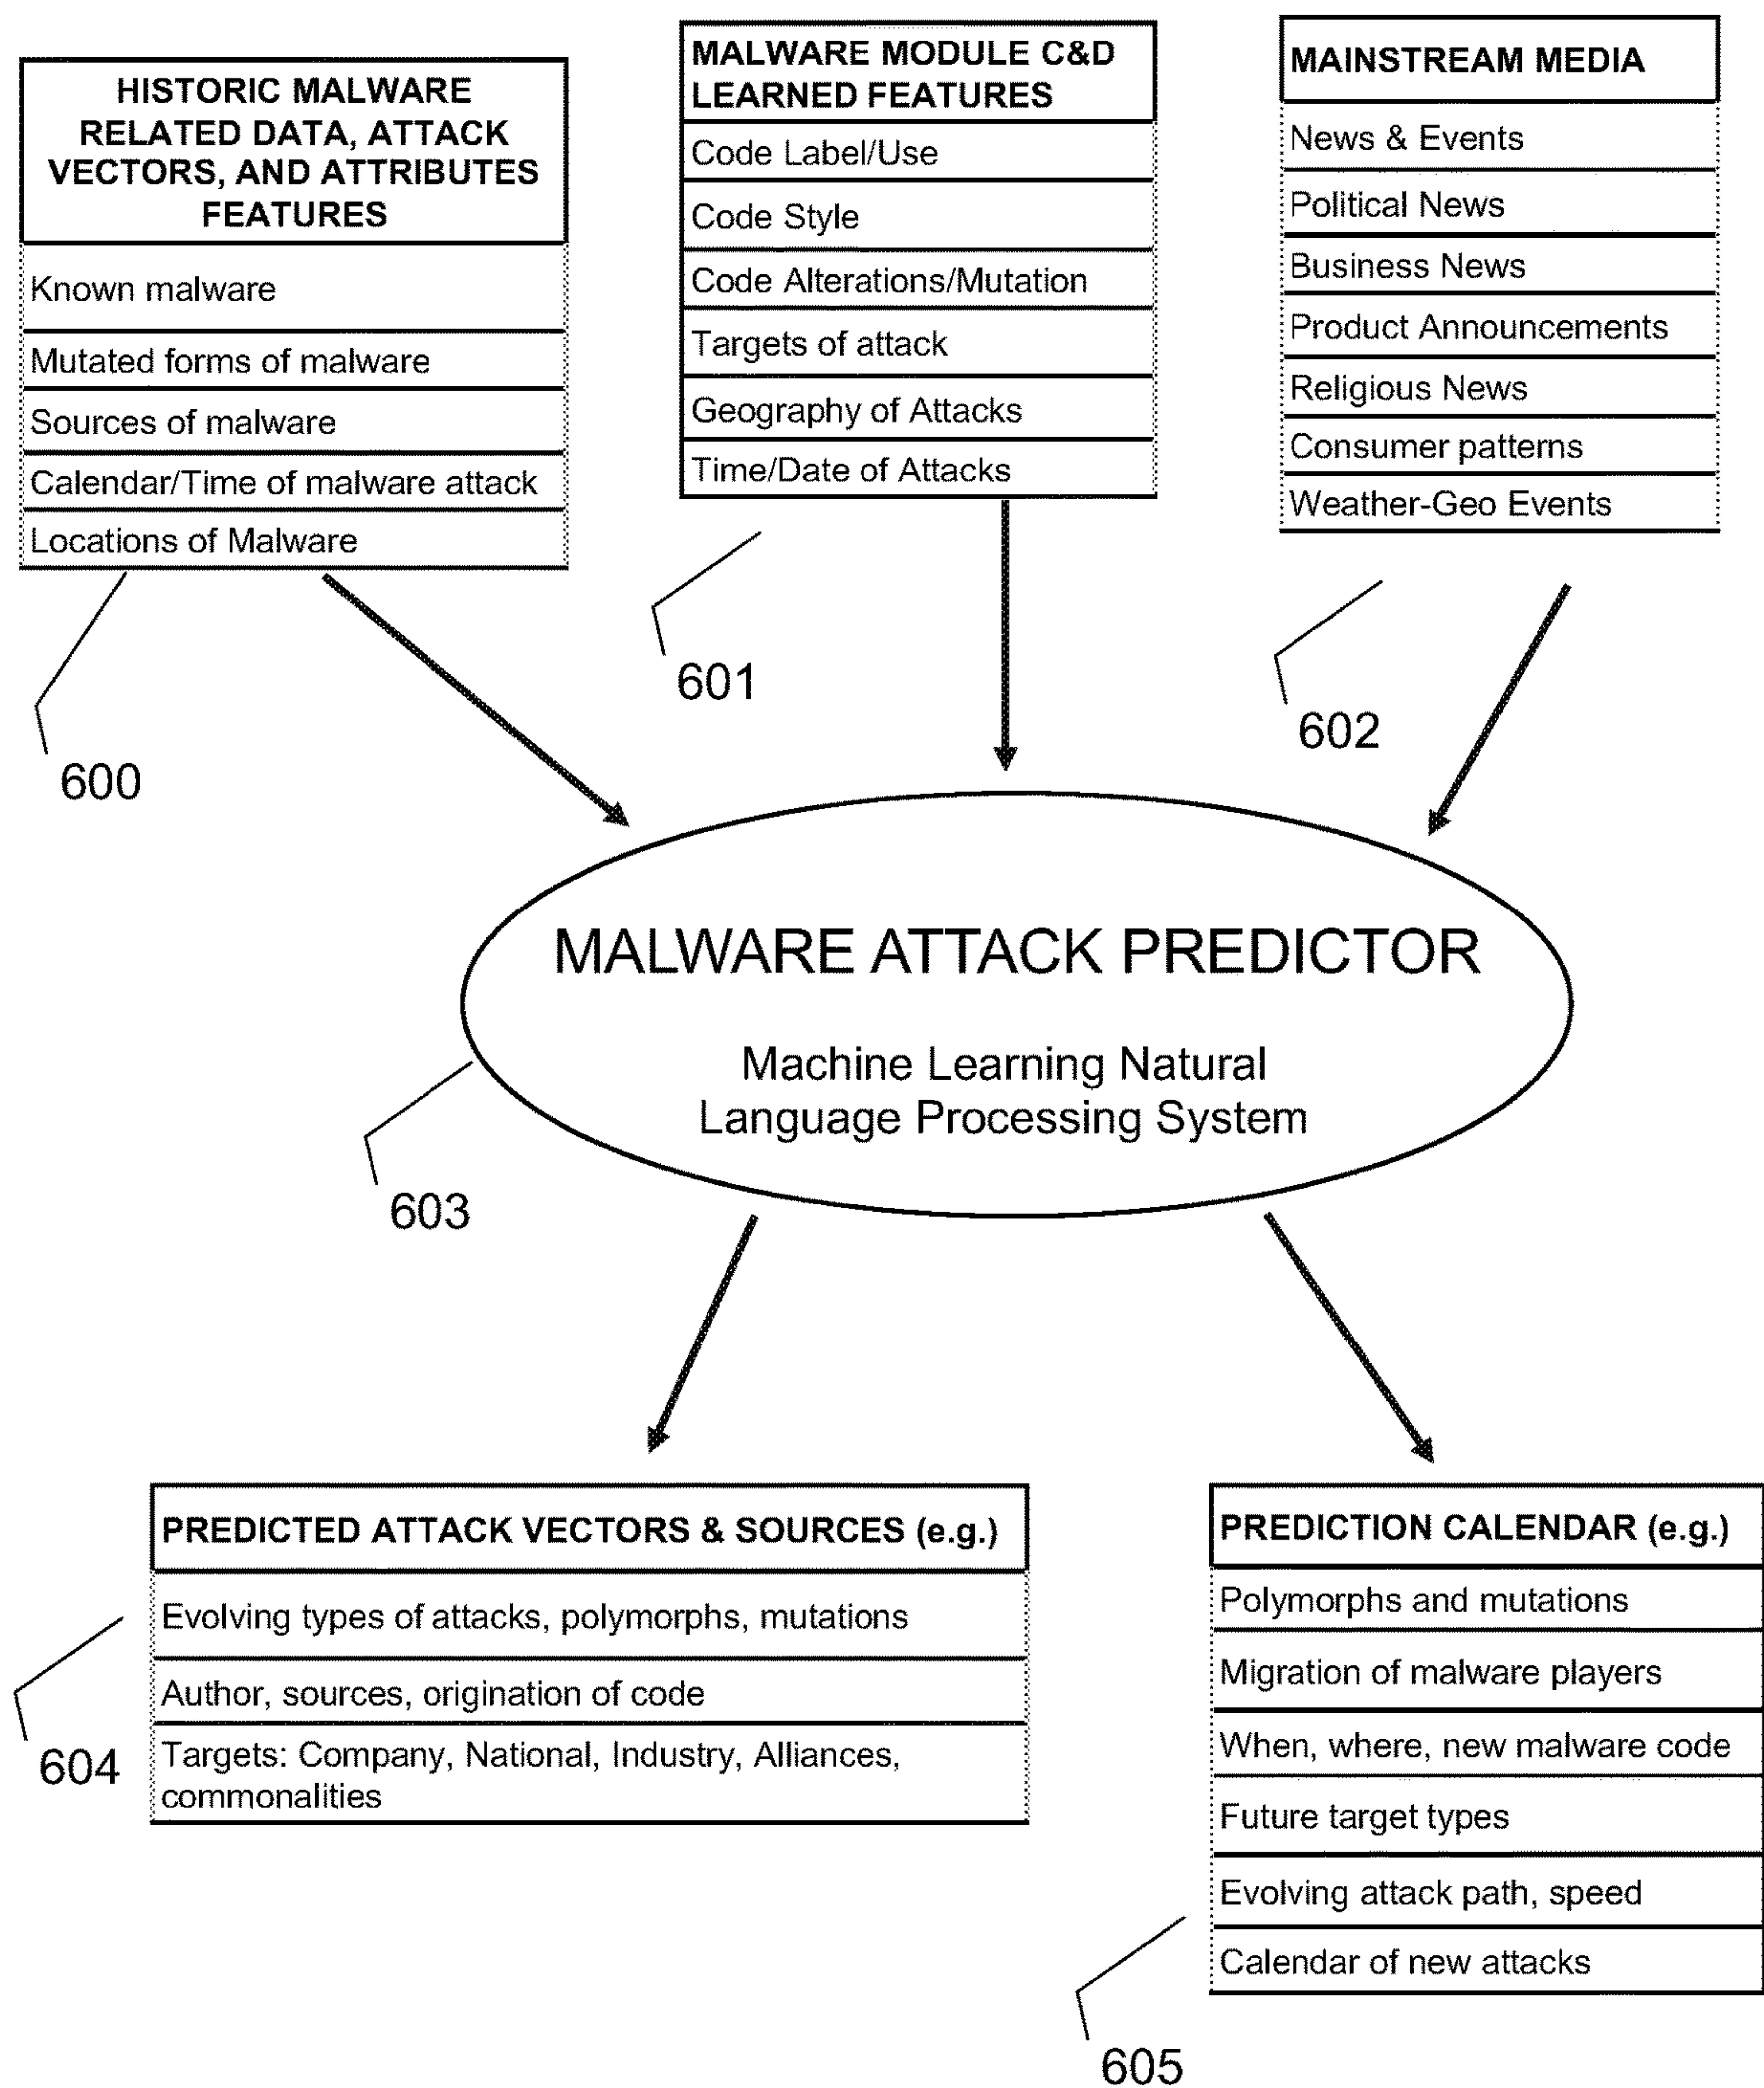 HISTORIC MALWARE
RELATED DATA, ATTACK
VECTORS, AND ATTRIBUTES
FEATURES
Known malware
Mutated forms of malware
Sources of malware
Calendar/Time of malware attack
Locations of Malware
600
MALWARE MODULE C&D
LEARNED FEATURES
Code Label/Use
Code Style
Code Alterations/Mutation
Targets of attack
Geography of Attacks
Time/Date of Attacks
601
MAINSTREAM MEDIA
News & Events
Political News
Business News
Product Announcements
Religious News
Consumer patterns
Weather-Geo Events
602
MALWARE ATTACK PREDICTOR
Machine Learning Natural
Language Processing System
603
PREDICTED ATTACK VECTORS & SOURCES (e.g.)
Evolving types of attacks, polymorphs, mutations
Author, sources, origination of code
Targets: Company, National, Industry, Alliances,
commonalities
604
PREDICTION CALENDAR (e.g.)
Polymorphs and mutations
Migration of malware players
When, where, new malware code
Future target types
Evolving attack path, speed
Calendar of new attacks
605